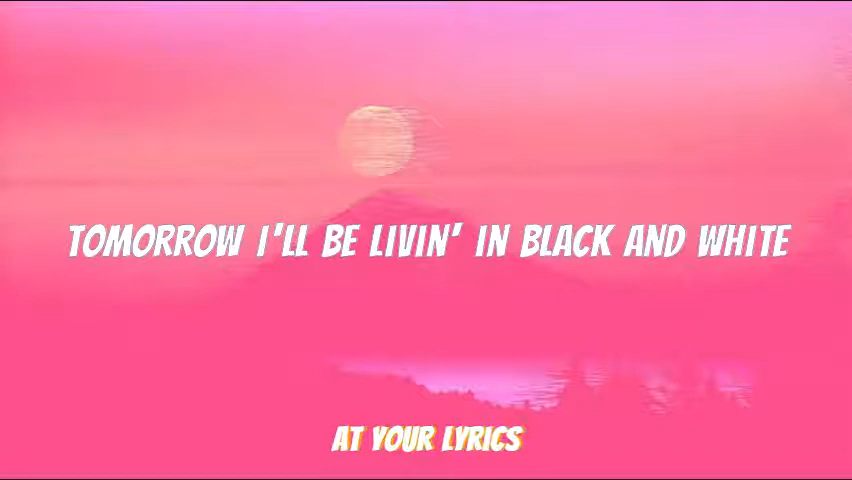 TOMORROW I'LL BE LIVIN' IN BLACK AND WHITE
AT YOUR LYRICS